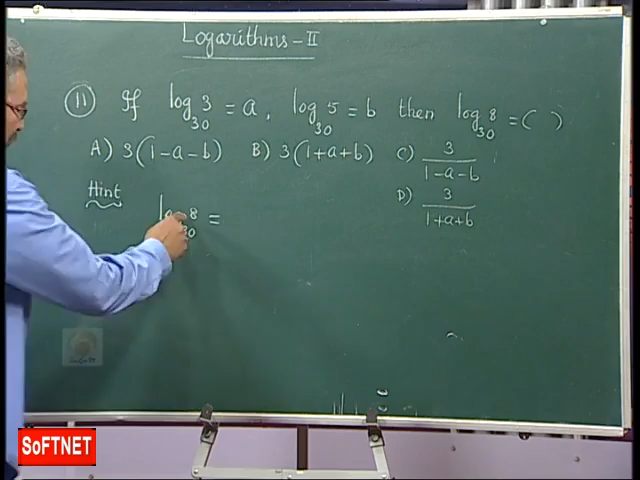 Logarithms - II
11 If log₃₀ 3 = a, log₃₀ 5 = b then log₃₀ 8 = ( )
A) 3(1-a-b) B) 3(1+a+b) C) 3/(1-a-b)
D) 3/(1+a+b)
Hint
log₃₀ 8 =
SoFTNET